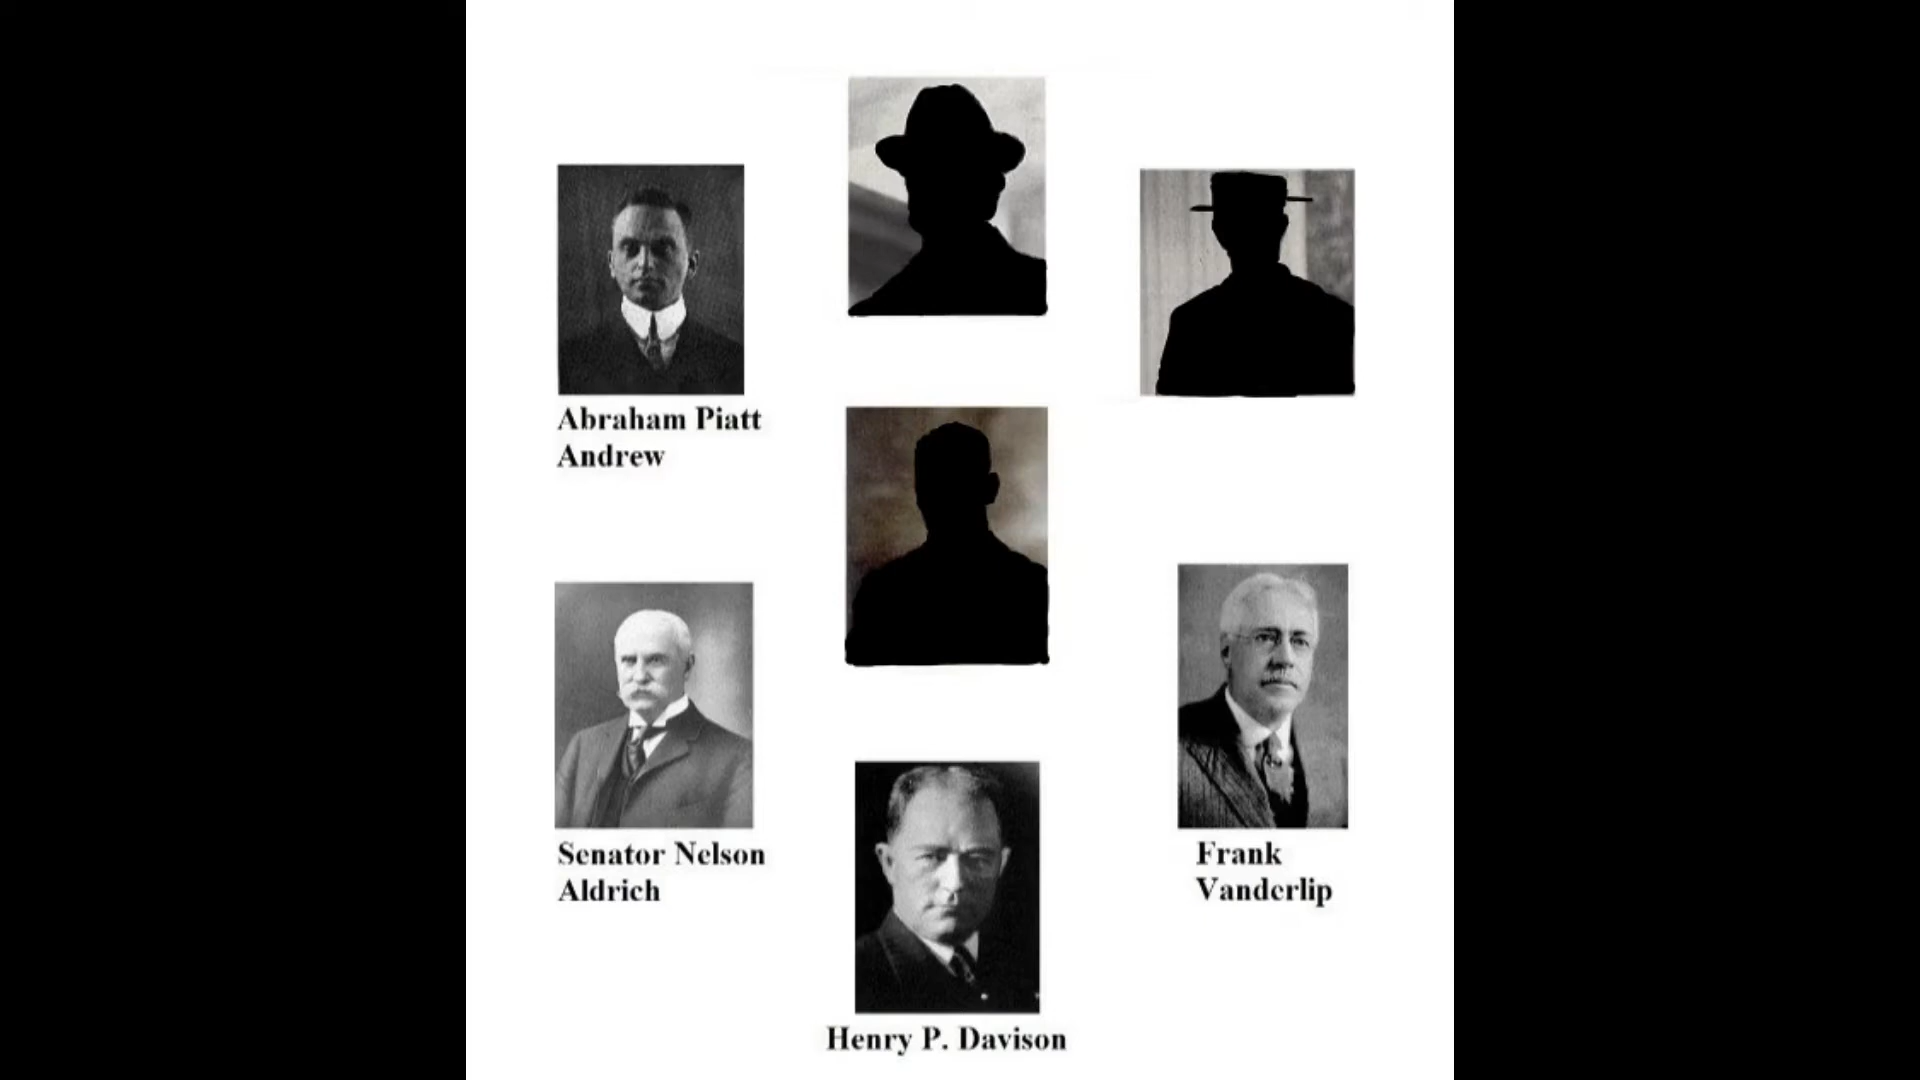 Abraham Piatt
Andrew
Senator Nelson
Aldrich
Frank
Vanderlip
Henry P. Davison